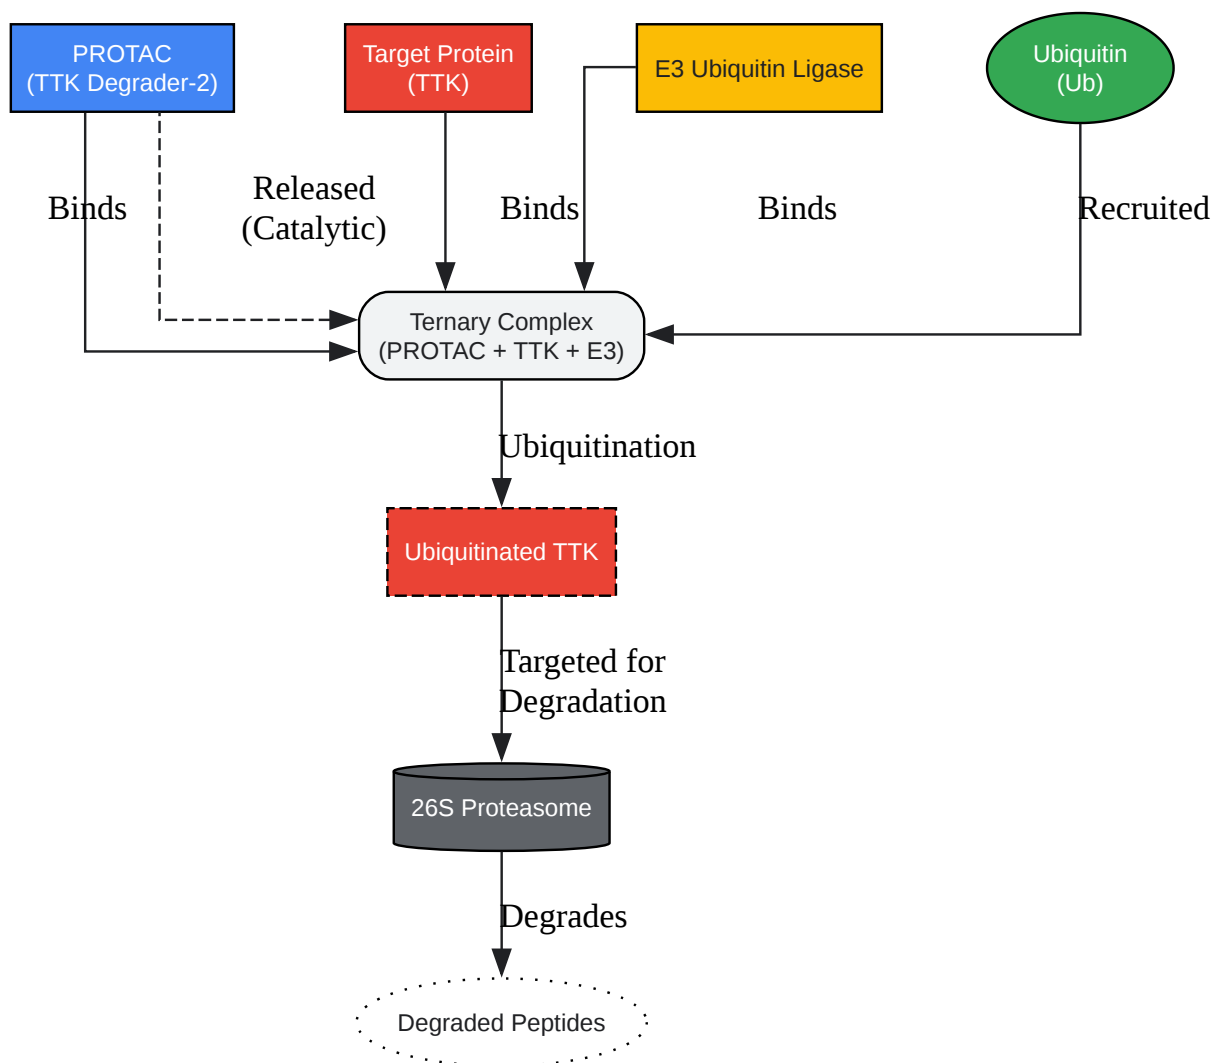 PROTAC
(TTK Degrader-2)
Target Protein
(TTK)
E3 Ubiquitin Ligase
Ubiquitin
(Ub)
Binds
Released
(Catalytic)
Binds
Binds
Recruited
Ternary Complex
(PROTAC + TTK + E3)
Ubiquitination
Ubiquitinated TTK
Targeted for
Degradation
26S Proteasome
Degrades
Degraded Peptides